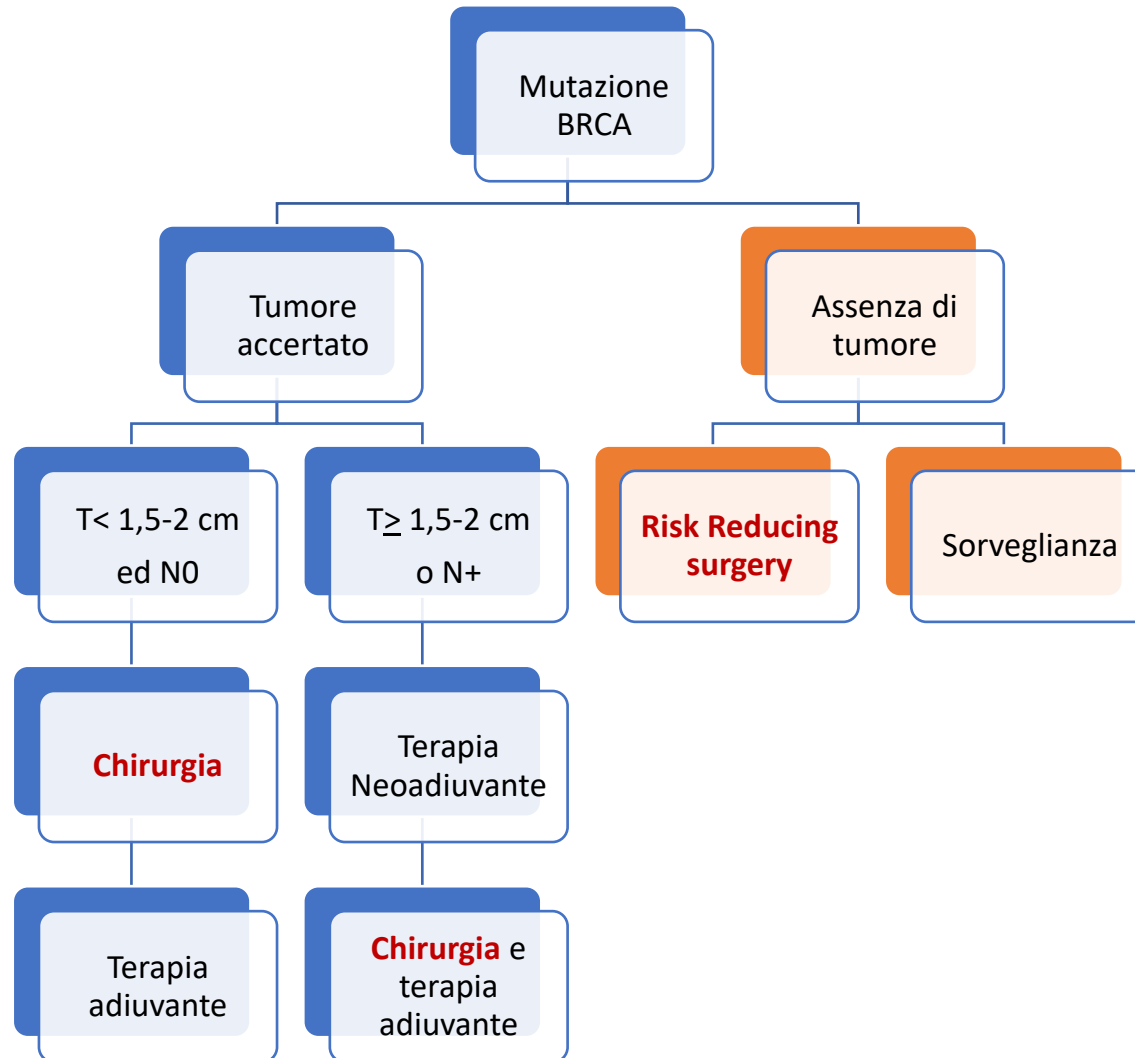 Mutazione
BRCA
Tumore
accertato
Assenza di
tumore
T< 1,5-2 cm
ed N0
T≥ 1,5-2 cm
o N+
Risk Reducing
surgery
Sorveglianza
Chirurgia
Terapia
Neoadiuvante
Terapia
adiuvante
Chirurgia e
terapia
adiuvante